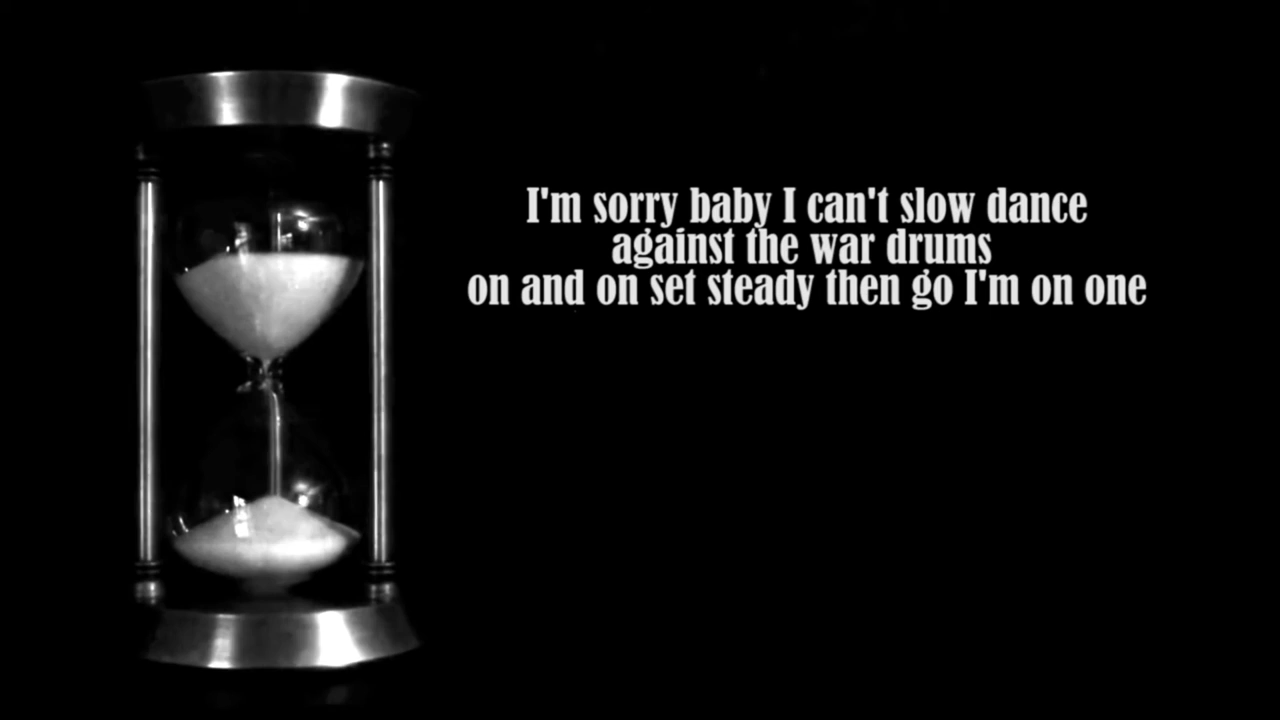 I'm sorry baby I can't slow dance
against the war drums
on and on set steady then go I'm on one